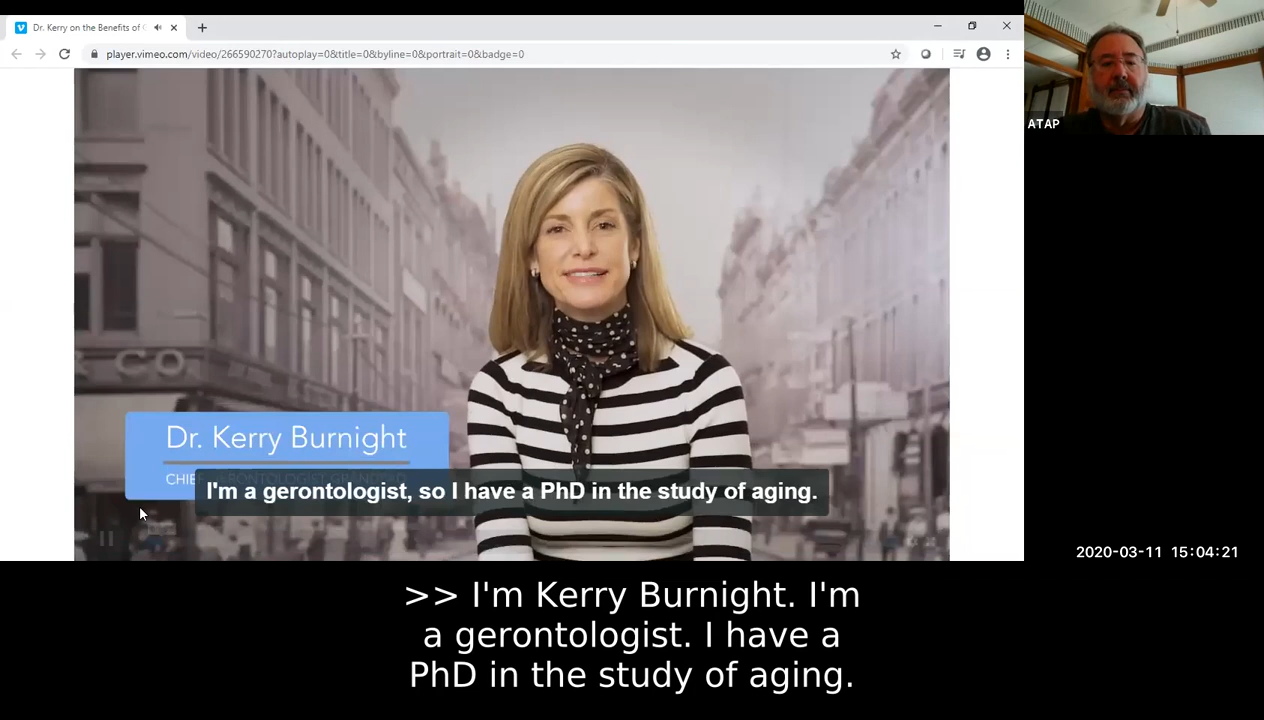 Dr. Kerry on the Benefits of
player.vimeo.com/video/266590270?autoplay=0&title=0&byline=0&portrait=0&badge=0
ATAP
& CO
Dr. Kerry Burnight
I'm a gerontologist, so I have a PhD in the study of aging.
2020-03-11 15:04:21
>> I'm Kerry Burnight. I'm
a gerontologist. I have a
PhD in the study of aging.